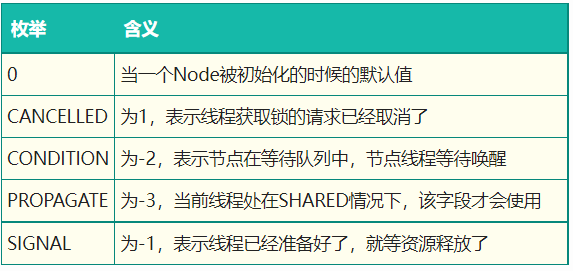 枚举 含义
0 当一个Node被初始化的时候的默认值
CANCELLED 为1，表示线程获取锁的请求已经取消了
CONDITION 为-2，表示节点在等待队列中，节点线程等待唤醒
PROPAGATE 为-3，当前线程处在SHARED情况下，该字段才会使用
SIGNAL 为-1，表示线程已经准备好了，就等资源释放了